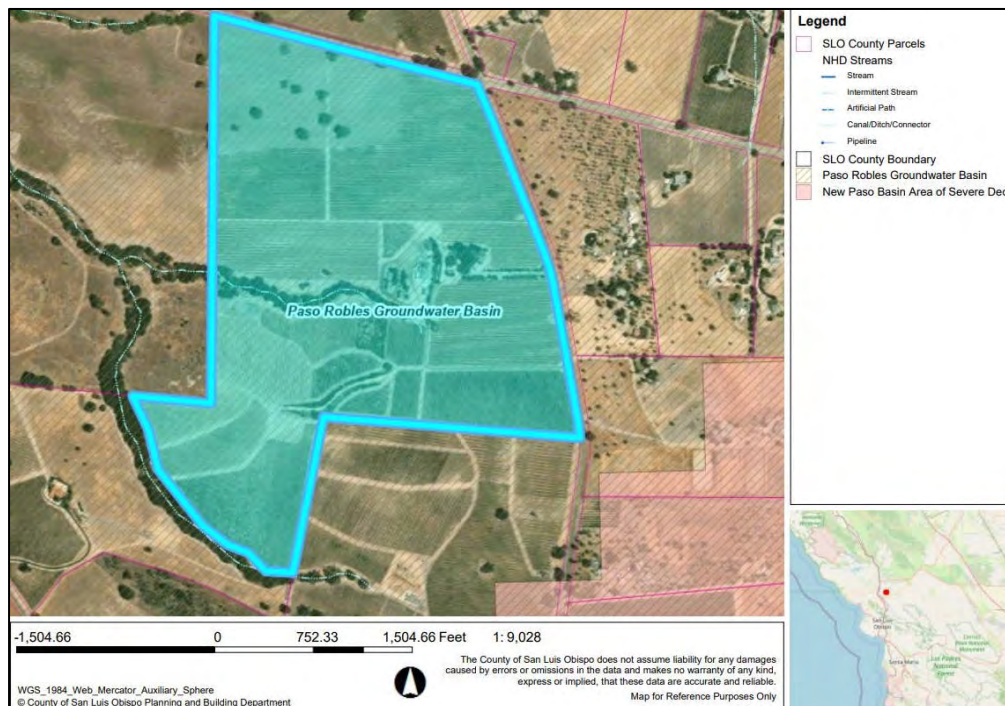 Paso Robles Groundwater Basin
Legend
SLO County Parcels
NHD Streams
Stream
Intermittent Stream
Artificial Path
Canal/Ditch/Connector
Pipeline
SLO County Boundary
Paso Robles Groundwater Basin
New Paso Basin Area of Severe Dec
-1,504.66 0 752.33 1,504.66 Feet 1: 9,028
The County of San Luis Obispo does not assume liability for any damages
caused by errors or omissions in the data and makes no warranty of any kind,
express or implied, that these data are accurate and reliable.
Map for Reference Purposes Only
WGS_1984_Web_Mercator_Auxiliary_Sphere
© County of San Luis Obispo Planning and Building Department
San Luis
Obispo
Santa Maria
Los Padres
National
Forest